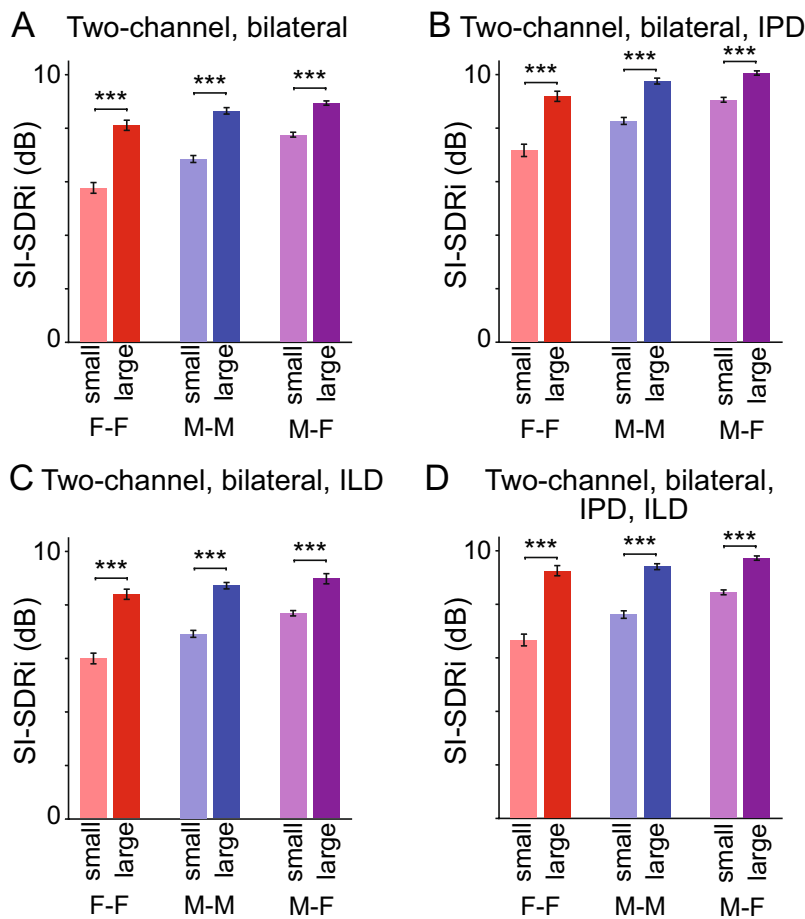 A Two-channel, bilateral
SI-SDRi (dB)
10
0
***
***
***
small
large
small
large
small
large
F-F
M-M
M-F
B Two-channel, bilateral, IPD
SI-SDRi (dB)
10
0
***
***
***
small
large
small
large
small
large
F-F
M-M
M-F
C Two-channel, bilateral, ILD
SI-SDRi (dB)
10
0
***
***
***
small
large
small
large
small
large
F-F
M-M
M-F
D Two-channel, bilateral,
IPD, ILD
SI-SDRi (dB)
10
0
***
***
***
small
large
small
large
small
large
F-F
M-M
M-F